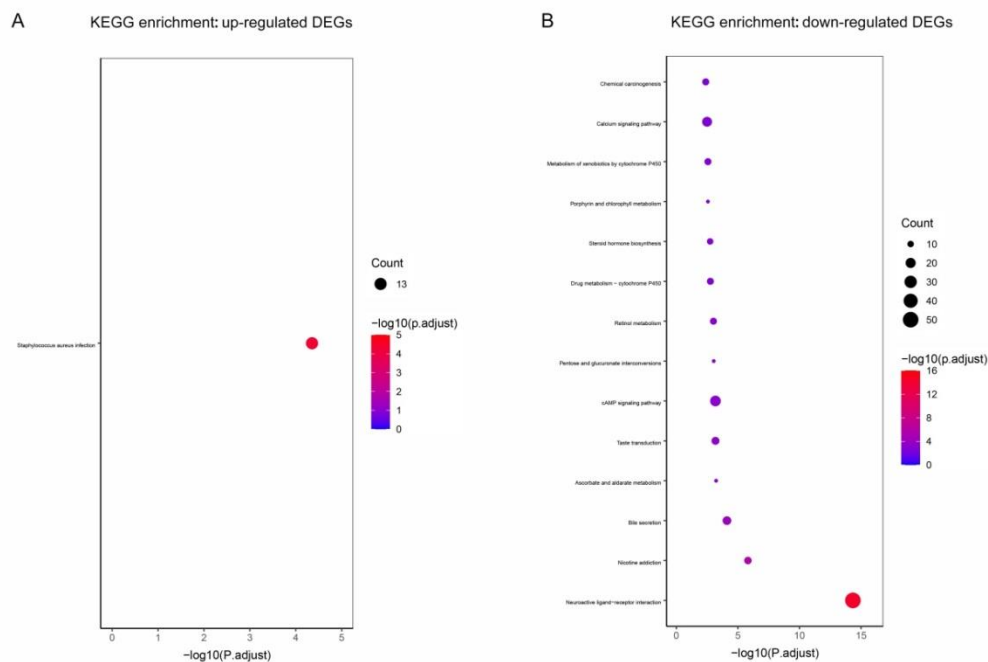 A
KEGG enrichment: up-regulated DEGs
Staphylococcus aureus infection
0 1 2 3 4 5
−log10(P.adjust)
Count
13
−log10(p.adjust)
5
4
3
2
1
0
B
KEGG enrichment: down-regulated DEGs
Chemical carcinogenesis
Calcium signaling pathway
Metabolism of xenobiotics by cytochrome P450
Porphyrin and chlorophyll metabolism
Steroid hormone biosynthesis
Drug metabolism − cytochrome P450
Retinol metabolism
Pentose and glucuronate interconversions
cAMP signaling pathway
Taste transduction
Ascorbate and aldarate metabolism
Bile secretion
Nicotine addiction
Neuroactive ligand−receptor interaction
0 5 10 15
−log10(P.adjust)
Count
10
20
30
40
50
−log10(p.adjust)
16
12
8
4
0